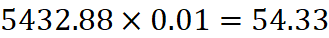 5432.88 × 0.01 = 54.33